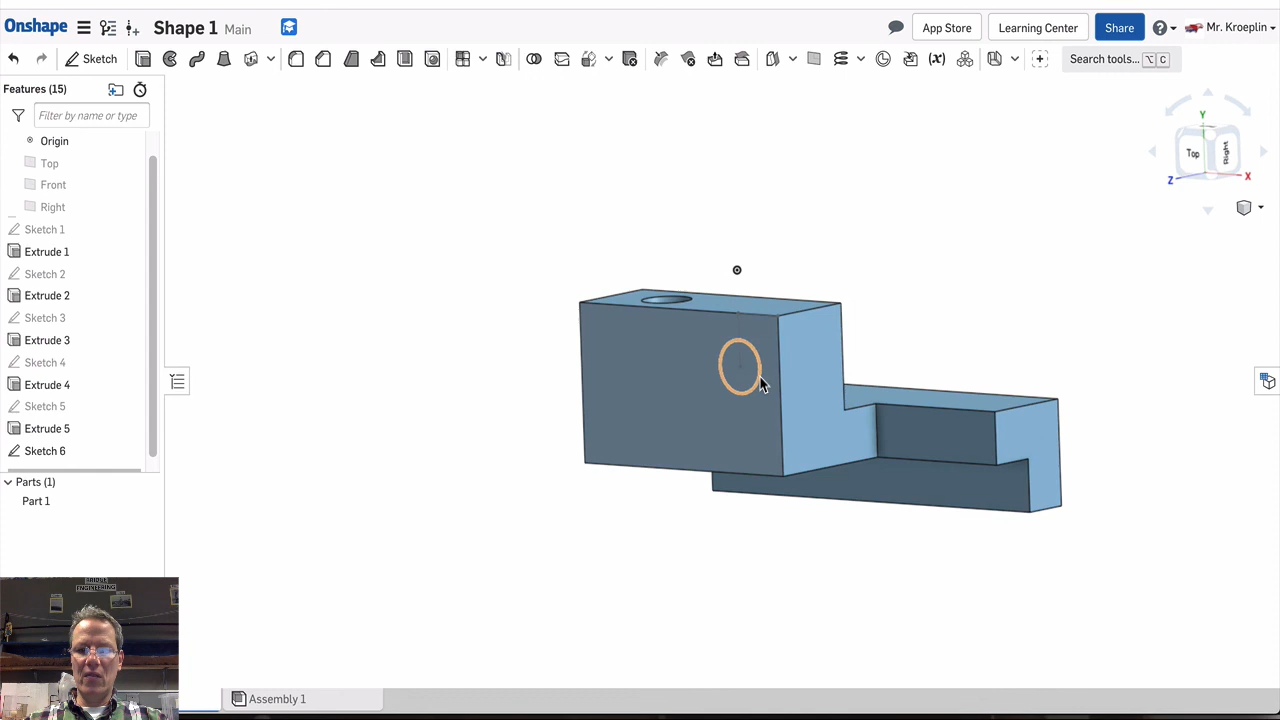 Onshape Shape 1 Main App Store Learning Center Share Mr. Kroeplin
Sketch Search tools... ⌥ C
Features (15)
Filter by name or type
Origin
Top
Front
Right
Sketch 1
Extrude 1
Sketch 2
Extrude 2
Sketch 3
Extrude 3
Sketch 4
Extrude 4
Sketch 5
Extrude 5
Sketch 6
Parts (1)
Part 1
Y
Top Right
Z X
BRIDGE
ENGINEERING
Assembly 1